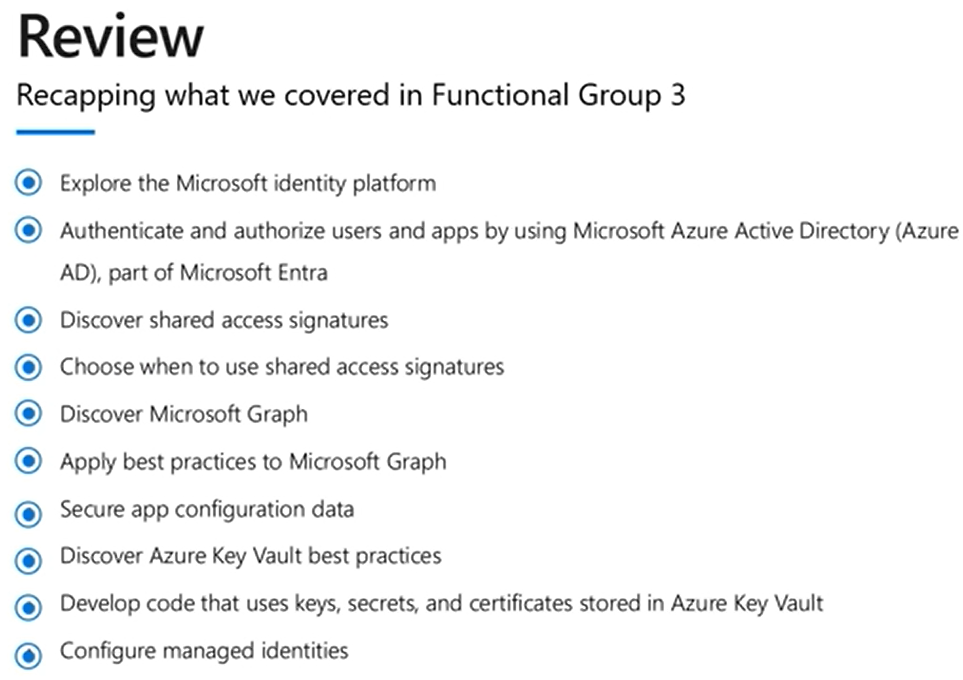 Review
Recapping what we covered in Functional Group 3
Explore the Microsoft identity platform
Authenticate and authorize users and apps by using Microsoft Azure Active Directory (Azure
AD), part of Microsoft Entra
Discover shared access signatures
Choose when to use shared access signatures
Discover Microsoft Graph
Apply best practices to Microsoft Graph
Secure app configuration data
Discover Azure Key Vault best practices
Develop code that uses keys, secrets, and certificates stored in Azure Key Vault
Configure managed identities